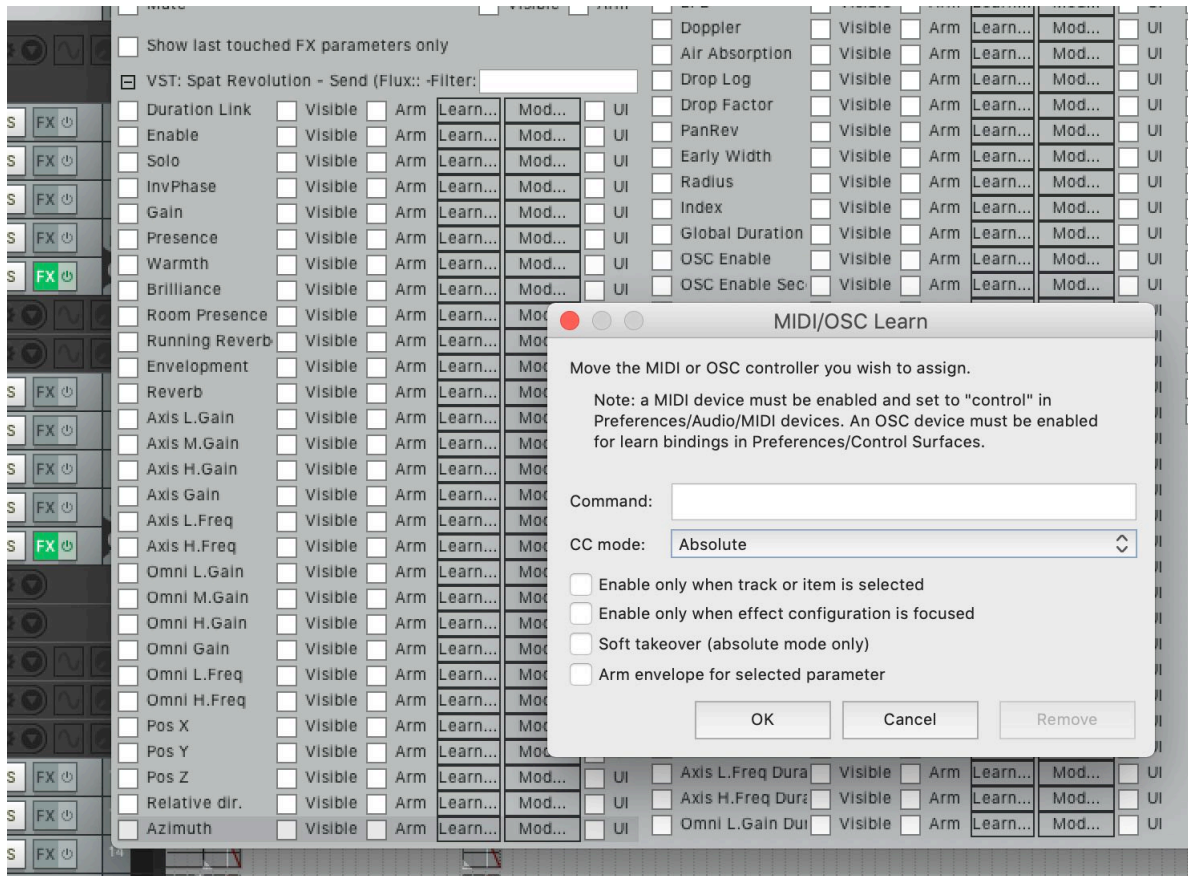 Mute Visible Arm
Show last touched FX parameters only
VST: Spat Revolution - Send (Flux:: -Filter:
Duration Link Visible Arm Learn... Mod... UI
Enable Visible Arm Learn... Mod... UI
Solo Visible Arm Learn... Mod... UI
InvPhase Visible Arm Learn... Mod... UI
Gain Visible Arm Learn... Mod... UI
Presence Visible Arm Learn... Mod... UI
Warmth Visible Arm Learn... Mod... UI
Brilliance Visible Arm Learn... Mod... UI
Room Presence Visible Arm Learn...
Running Reverb Visible Arm Learn...
Envelopment Visible Arm Learn...
Reverb Visible Arm Learn...
Axis L.Gain Visible Arm Learn...
Axis M.Gain Visible Arm Learn...
Axis H.Gain Visible Arm Learn...
Axis Gain Visible Arm Learn...
Axis L.Freq Visible Arm Learn...
Axis H.Freq Visible Arm Learn...
Omni L.Gain Visible Arm Learn...
Omni M.Gain Visible Arm Learn...
Omni H.Gain Visible Arm Learn...
Omni Gain Visible Arm Learn...
Omni L.Freq Visible Arm Learn...
Omni H.Freq Visible Arm Learn...
Pos X Visible Arm Learn...
Pos Y Visible Arm Learn...
Pos Z Visible Arm Learn... Mod... UI
Relative dir. Visible Arm Learn... Mod... UI
Azimuth Visible Arm Learn... Mod... UI
Doppler Visible Arm Learn... Mod... UI
Air Absorption Visible Arm Learn... Mod... UI
Drop Log Visible Arm Learn... Mod... UI
Drop Factor Visible Arm Learn... Mod... UI
PanRev Visible Arm Learn... Mod... UI
Early Width Visible Arm Learn... Mod... UI
Radius Visible Arm Learn... Mod... UI
Index Visible Arm Learn... Mod... UI
Global Duration Visible Arm Learn... Mod... UI
OSC Enable Visible Arm Learn... Mod... UI
OSC Enable Sec Visible Arm Learn... Mod... UI
MIDI/OSC Learn
Move the MIDI or OSC controller you wish to assign.
Note: a MIDI device must be enabled and set to "control" in
Preferences/Audio/MIDI devices. An OSC device must be enabled
for learn bindings in Preferences/Control Surfaces.
Command:
CC mode: Absolute
Enable only when track or item is selected
Enable only when effect configuration is focused
Soft takeover (absolute mode only)
Arm envelope for selected parameter
OK Cancel Remove
Axis L.Freq Dura Visible Arm Learn... Mod... UI
Axis H.Freq Dura Visible Arm Learn... Mod... UI
Omni L.Gain Dur Visible Arm Learn... Mod... UI
S FX
S FX
S FX
S FX
S FX
S FX
S FX
S FX
S FX
S FX
S FX
S FX
S FX
14